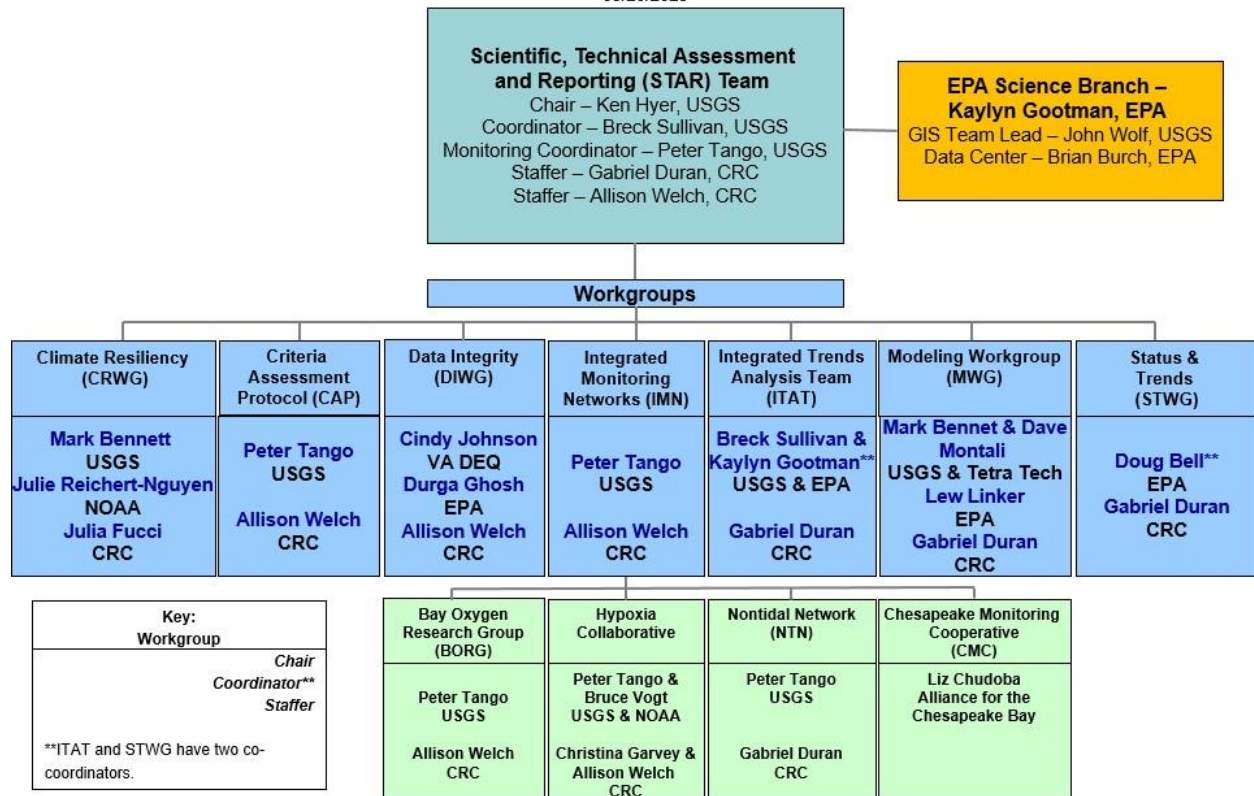 Scientific, Technical Assessment
and Reporting (STAR) Team
Chair – Ken Hyer, USGS
Coordinator – Breck Sullivan, USGS
Monitoring Coordinator – Peter Tango, USGS
Staffer – Gabriel Duran, CRC
Staffer – Allison Welch, CRC
EPA Science Branch –
Kaylyn Gootman, EPA
GIS Team Lead – John Wolf, USGS
Data Center – Brian Burch, EPA
Workgroups
Climate Resiliency
(CRWG)
Mark Bennett
USGS
Julie Reichert-Nguyen
NOAA
Julia Fucci
CRC
Criteria
Assessment
Protocol (CAP)
Peter Tango
USGS
Allison Welch
CRC
Data Integrity
(DIWG)
Cindy Johnson
VA DEQ
Durga Ghosh
EPA
Allison Welch
CRC
Integrated
Monitoring
Networks (IMN)
Peter Tango
USGS
Allison Welch
CRC
Integrated Trends
Analysis Team
(ITAT)
Breck Sullivan &
Kaylyn Gootman**
USGS & EPA
Gabriel Duran
CRC
Modeling Workgroup
(MWG)
Mark Bennet & Dave
Montali
USGS & Tetra Tech
Lew Linker
EPA
Gabriel Duran
CRC
Status &
Trends
(STWG)
Doug Bell**
EPA
Gabriel Duran
CRC
Key:
Workgroup
Chair
Coordinator**
Staffer
**ITAT and STWG have two co-
coordinators.
Bay Oxygen
Research Group
(BORG)
Peter Tango
USGS
Allison Welch
CRC
Hypoxia
Collaborative
Peter Tango &
Bruce Vogt
USGS & NOAA
Christina Garvey &
Allison Welch
CRC
Nontidal Network
(NTN)
Peter Tango
USGS
Gabriel Duran
CRC
Chesapeake Monitoring
Cooperative
(CMC)
Liz Chudoba
Alliance for the
Chesapeake Bay